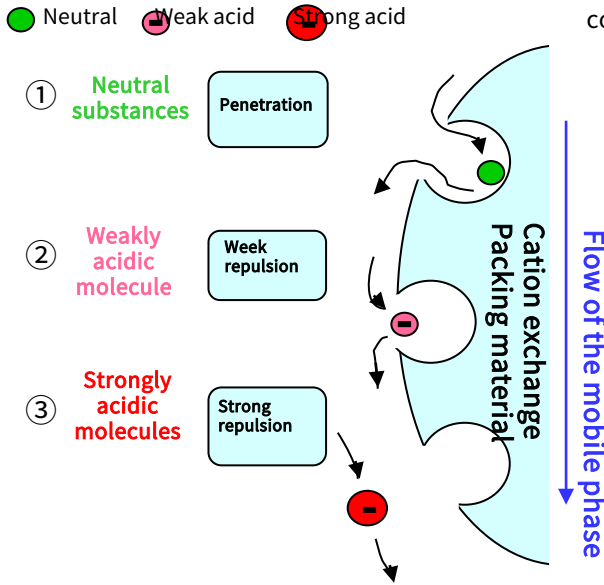 Neutral
Weak acid
Strong acid
co
① Neutral
substances
Penetration
② Weakly
acidic
molecule
Week
repulsion
③ Strongly
acidic
molecules
Strong
repulsion
Cation exchange
Packing material
Flow of the mobile phase